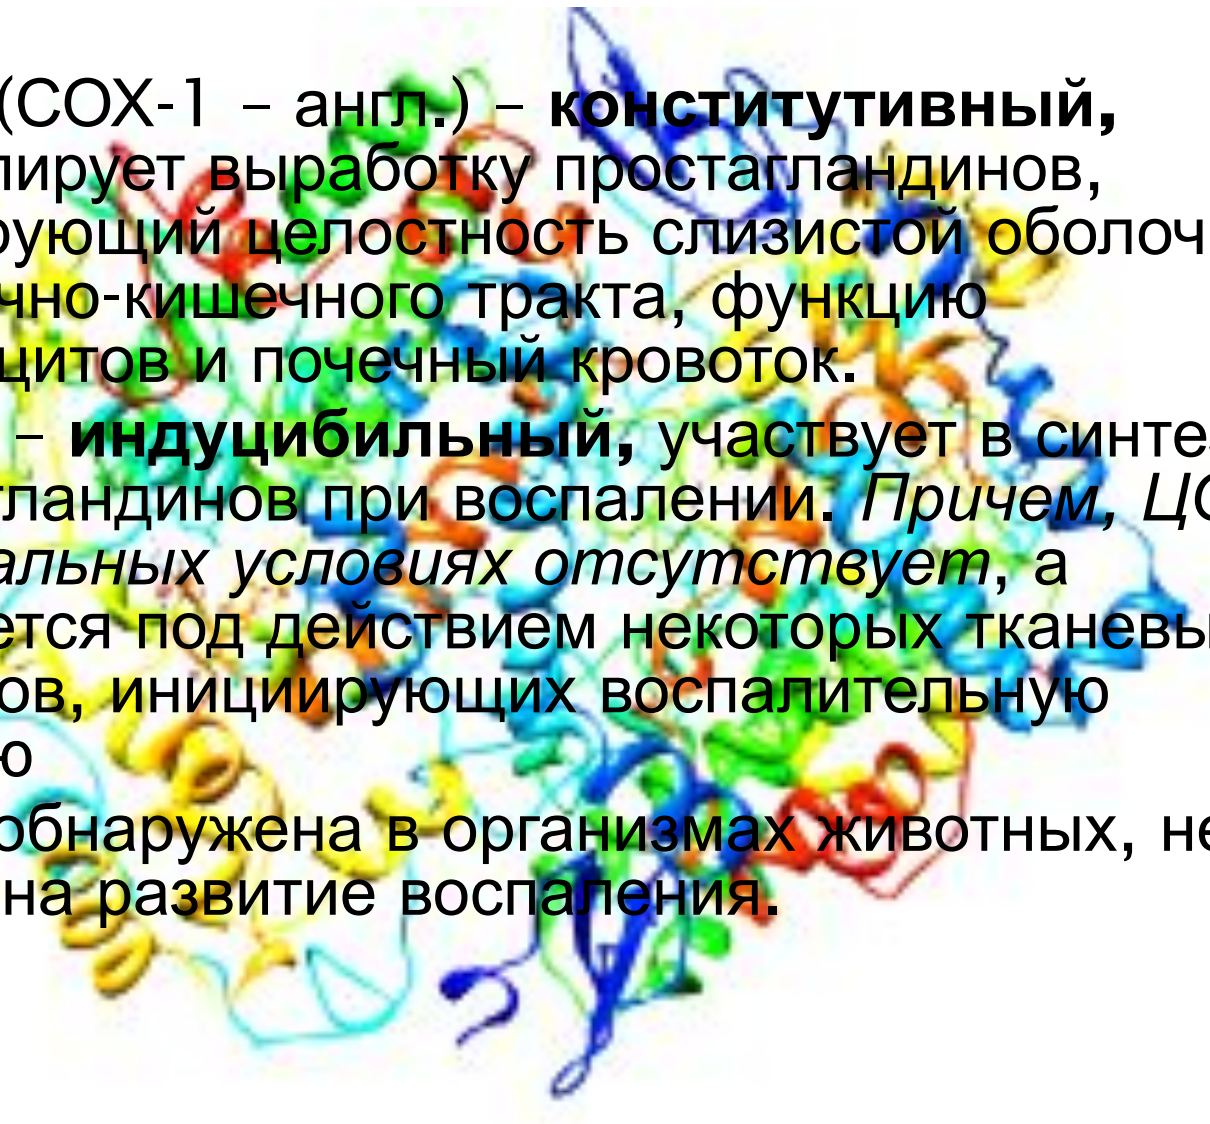 (COX-1 – англ.) – конститутивный,
лирует выработку простагландинов,
рующий целостность слизистой оболоч
чно-кишечного тракта, функцию
цитов и почечный кровоток.
– индуцибильный, участвует в синтез
гландинов при воспалении. Причем, ЦО
альных условиях отсутствует, а
ется под действием некоторых тканевы
ов, инициирующих воспалительную
ю
обнаружена в организмах животных, не
на развитие воспаления.